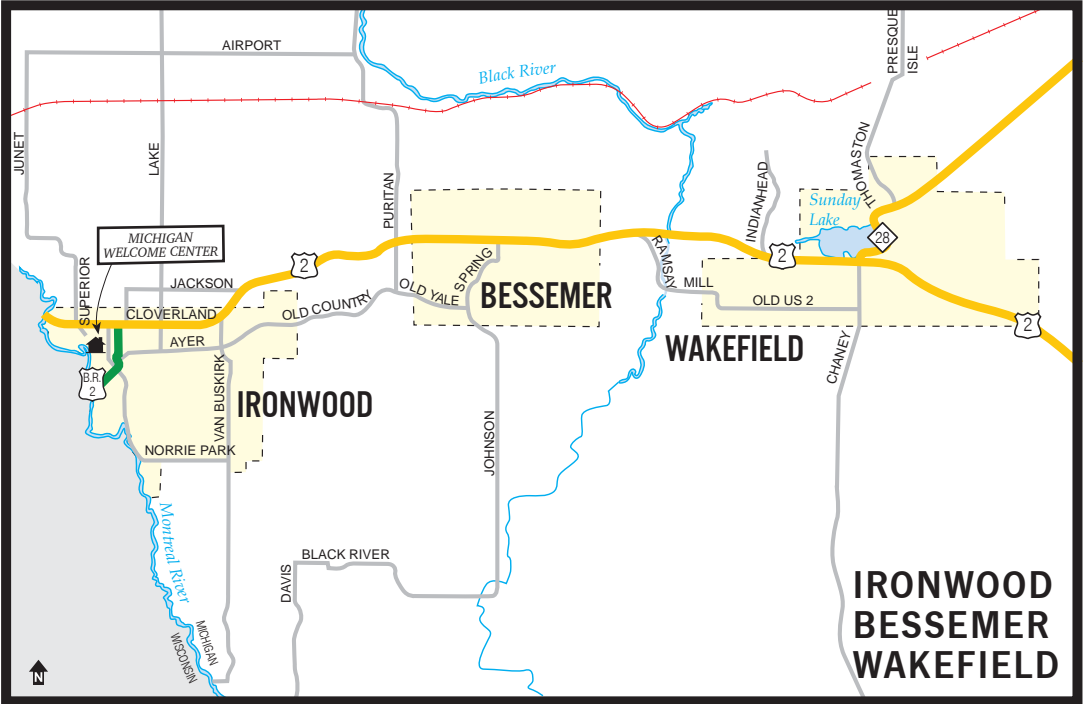 PRESQUE
ISLE
AIRPORT
Black River
JUNET
LAKE
THOMASTON
INDIANHEAD
PURITAN
Sunday
Lake
28
MICHIGAN
WELCOME CENTER
2
2
RAMSAY
SPRING
SUPERIOR
JACKSON
OLD YALE
MILL
BESSEMER
OLD US 2
OLD COUNTRY
CLOVERLAND
2
AYER
WAKEFIELD
CHANEY
B.R.
2
VAN BUSKIRK
IRONWOOD
JOHNSON
NORRIE PARK
Montreal River
BLACK RIVER
DAVIS
MICHIGAN
WISCONSIN
IRONWOOD
BESSEMER
WAKEFIELD
N